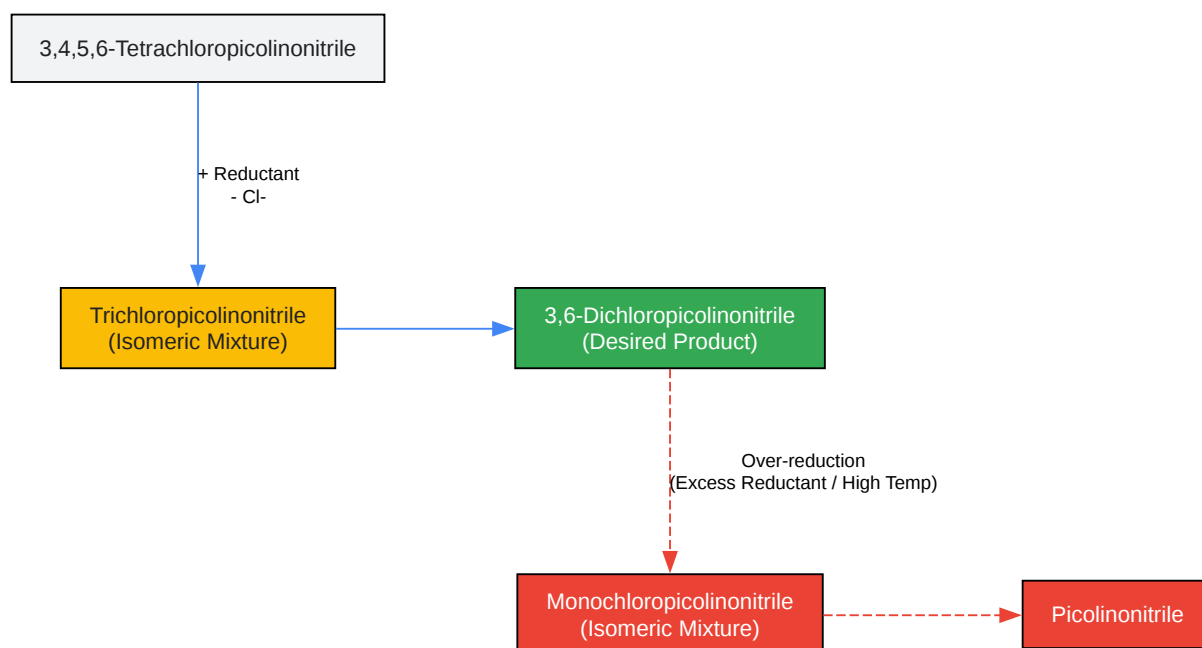 3,4,5,6-Tetrachloropicolinonitrile
+ Reductant
- Cl-
Trichloropicolinonitrile
(Isomeric Mixture)
3,6-Dichloropicolinonitrile
(Desired Product)
Over-reduction
(Excess Reductant / High Temp)
Monochloropicolinonitrile
(Isomeric Mixture)
Picolinonitrile